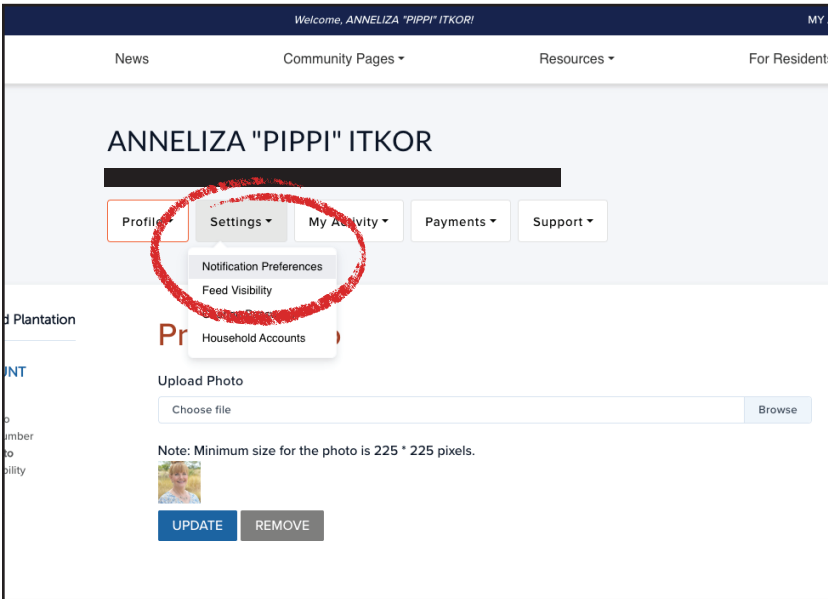 Welcome, ANNELIZA "PIPPI" ITKOR!
MY
News
Community Pages
Resources
For Residents
ANNELIZA "PIPPI" ITKOR
Profile
Settings
My Activity
Payments
Support
Notification Preferences
Feed Visibility
Household Accounts
d Plantation
Pr
UNT
Upload Photo
Choose file
Browse
o
umber
to
bility
Note: Minimum size for the photo is 225 * 225 pixels.
UPDATE
REMOVE